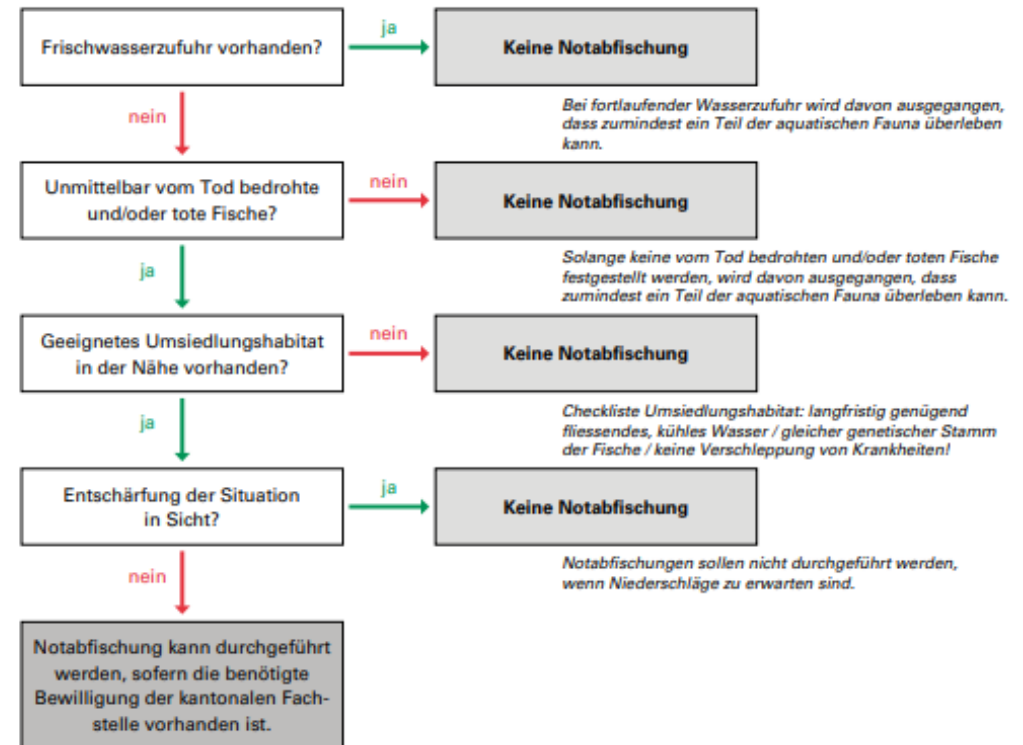 Frischwasserzufuhr vorhanden?
ja
Keine Notabfischung
Bei fortlaufender Wasserzufuhr wird davon ausgegangen,
dass zumindest ein Teil der aquatischen Fauna überleben
kann.
nein
Unmittelbar vom Tod bedrohte
und/oder tote Fische?
nein
Keine Notabfischung
Solange keine vom Tod bedrohten und/oder toten Fische
festgestellt werden, wird davon ausgegangen, dass
zumindest ein Teil der aquatischen Fauna überleben kann.
ja
Geeignetes Umsiedlungshabitat
in der Nähe vorhanden?
nein
Keine Notabfischung
Checkliste Umsiedlungshabitat: langfristig genügend
fliessendes, kühles Wasser / gleicher genetischer Stamm
der Fische / keine Verschleppung von Krankheiten!
ja
Entschärfung der Situation
in Sicht?
ja
Keine Notabfischung
Notabfischungen sollen nicht durchgeführt werden,
wenn Niederschläge zu erwarten sind.
nein
Notabfischung kann durchgeführt
werden, sofern die benötigte
Bewilligung der kantonalen Fach-
stelle vorhanden ist.